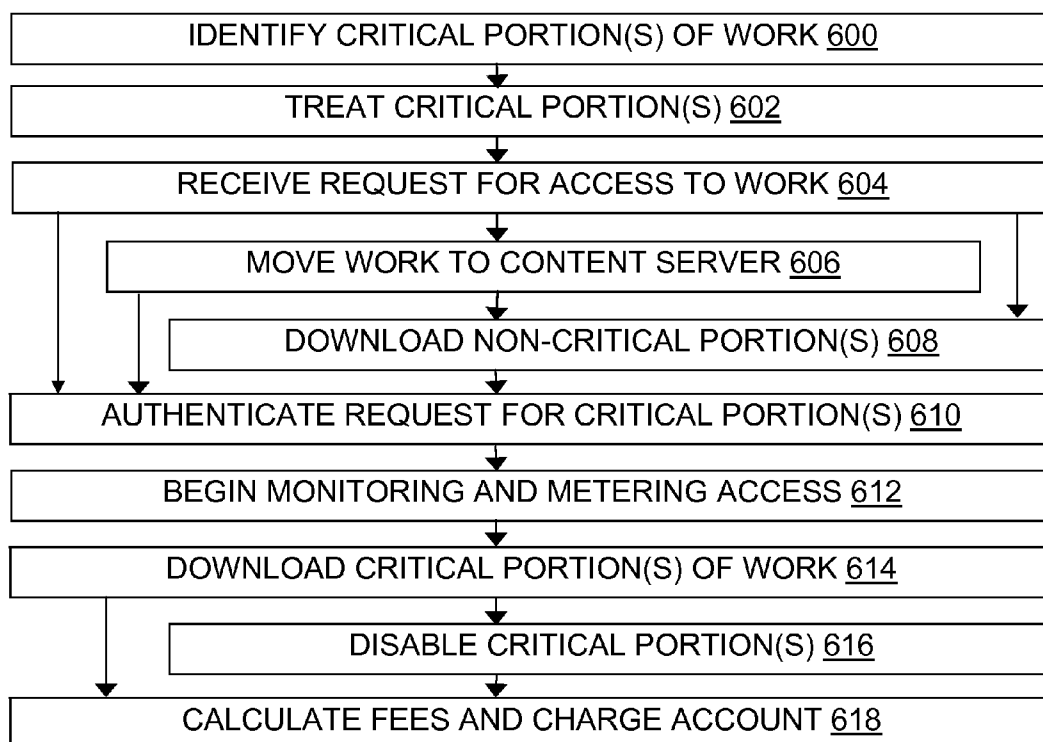 IDENTIFY CRITICAL PORTION(S) OF WORK 600
TREAT CRITICAL PORTION(S) 602
RECEIVE REQUEST FOR ACCESS TO WORK 604
MOVE WORK TO CONTENT SERVER 606
DOWNLOAD NON-CRITICAL PORTION(S) 608
AUTHENTICATE REQUEST FOR CRITICAL PORTION(S) 610
BEGIN MONITORING AND METERING ACCESS 612
DOWNLOAD CRITICAL PORTION(S) OF WORK 614
DISABLE CRITICAL PORTION(S) 616
CALCULATE FEES AND CHARGE ACCOUNT 618